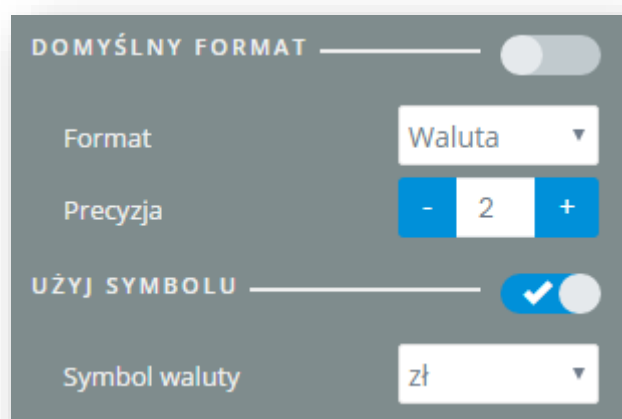 DOMYŚLNY FORMAT
Format Waluta
Precyzja - 2 +
UŻYJ SYMBOLU
Symbol waluty zł